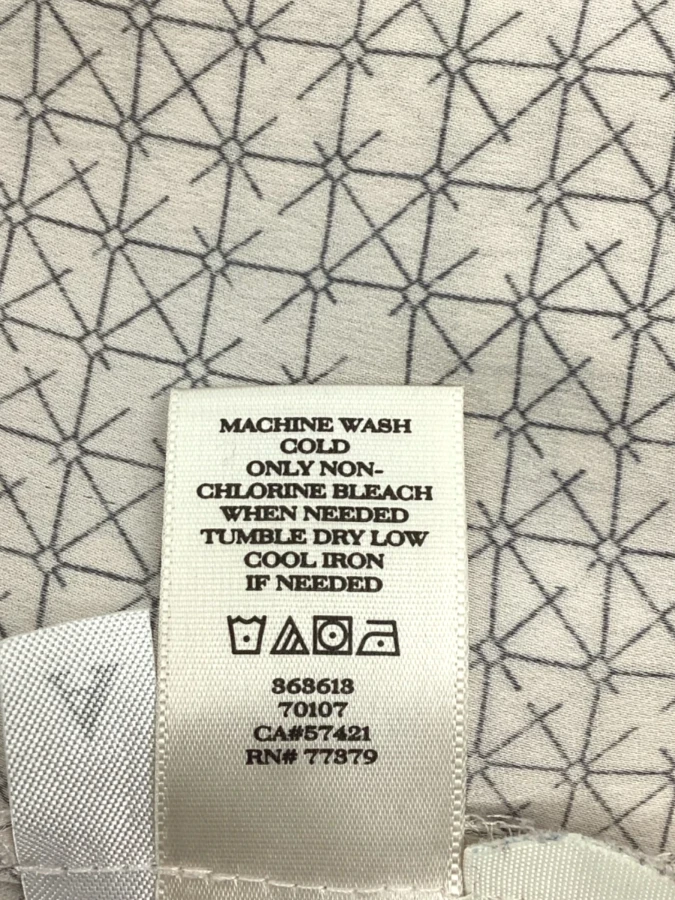 MACHINE WASH
COLD
ONLY NON-
CHLORINE BLEACH
WHEN NEEDED
TUMBLE DRY LOW
COOL IRON
IF NEEDED
363613
70107
CA#57421
RN# 77379